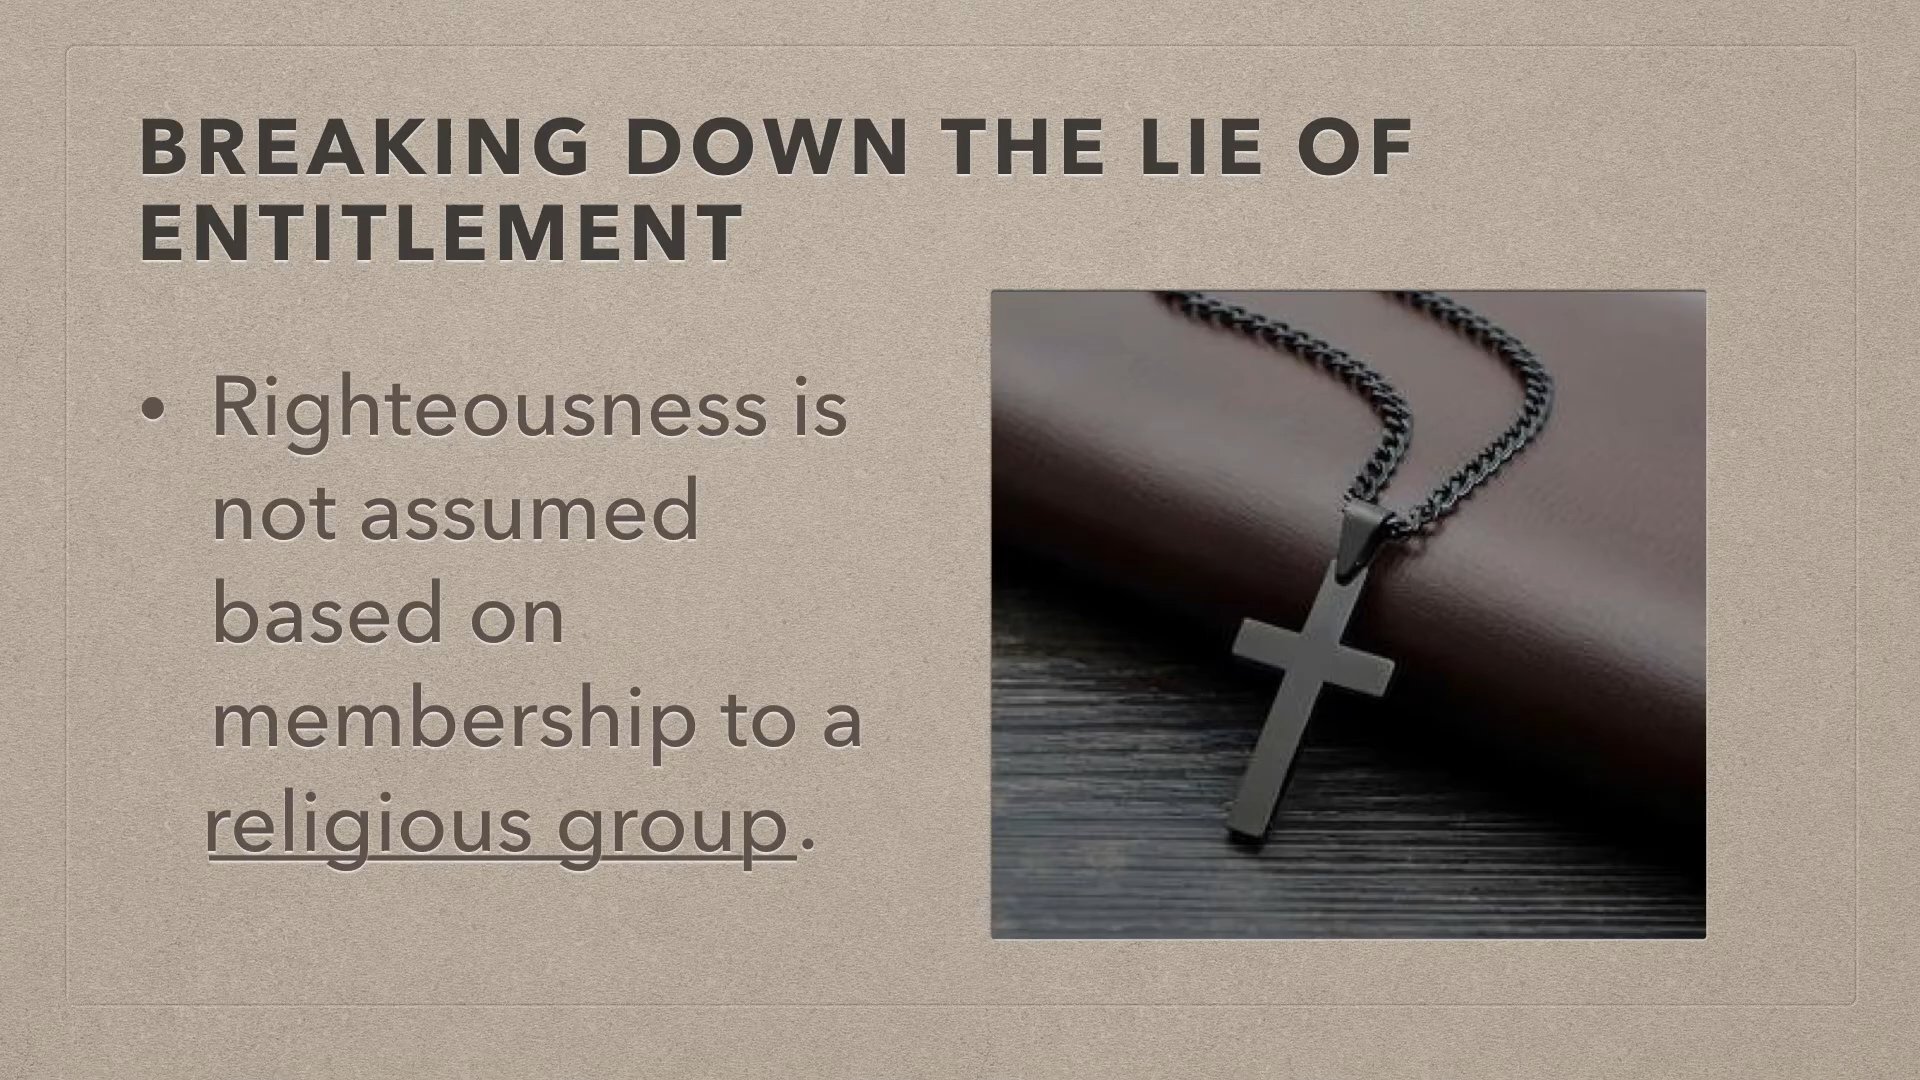 BREAKING DOWN THE LIE OF
ENTITLEMENT
• Righteousness is
not assumed
based on
membership to a
religious group.